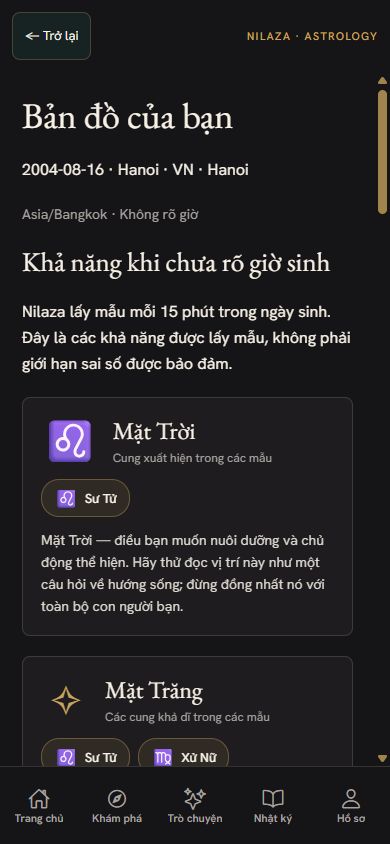 ← Trở lại
NILAZA · ASTROLOGY
Bản đồ của bạn
2004-08-16 · Hanoi · VN · Hanoi
Asia/Bangkok · Không rõ giờ
Khả năng khi chưa rõ giờ sinh
Nilaza lấy mẫu mỗi 15 phút trong ngày sinh.
Đây là các khả năng được lấy mẫu, không phải
giới hạn sai số được bảo đảm.
♌ Mặt Trời
Cung xuất hiện trong các mẫu
♌ Sư Tử
Mặt Trời — điều bạn muốn nuôi dưỡng và chủ
động thể hiện. Hãy thử đọc vị trí này như một
câu hỏi về hướng sống; đừng đồng nhất nó với
toàn bộ con người bạn.
Mặt Trăng
Các cung khả dĩ trong các mẫu
♌ Sư Tử ♍ Xử Nữ
Trang chủ Khám phá Trò chuyện Nhật ký Hồ sơ